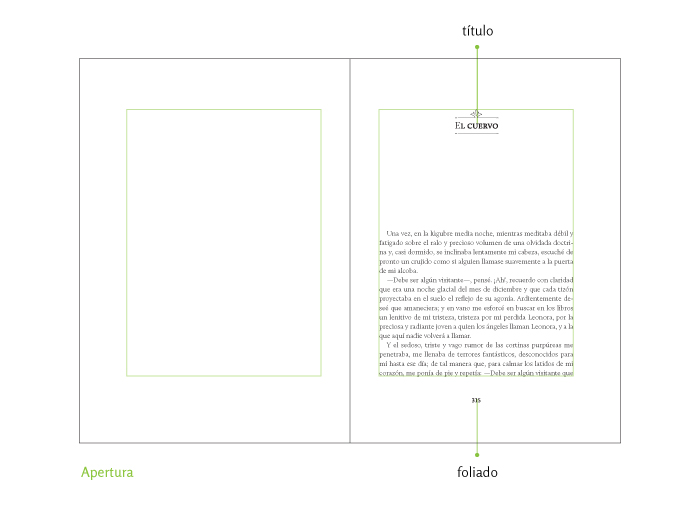 título
El cuervo
Una vez, en la lúgubre media noche, mientras meditaba débil y
fatigado sobre el ralo y precioso volumen de una olvidada doctri-
na y, casi dormido, se inclinaba lentamente mi cabeza, escuché de
pronto un crujido como si alguien llamase suavemente a la puerta
de mi alcoba.
—Debe ser algún visitante—, pensé. ¡Ah!, recuerdo con claridad
que era una noche glacial del mes de diciembre y que cada tizón
proyectaba en el suelo el reflejo de su agonía. Ardientemente de-
seé que amaneciera; y en vano me esforcé en buscar en los libros
un lenitivo de mi tristeza, tristeza por mi perdida Leonora, por la
preciosa y radiante joven a quien los ángeles llaman Leonora, y a la
que aquí nadie volverá a llamar.
Y el sedoso, triste y vago rumor de las cortinas purpúreas me
penetraba, me llenaba de terrores fantásticos, desconocidos para
mí hasta ese día; de tal manera que, para calmar los latidos de mi
corazón, me ponía de pie y repetía: —Debe ser algún visitante que
315
Apertura
foliado